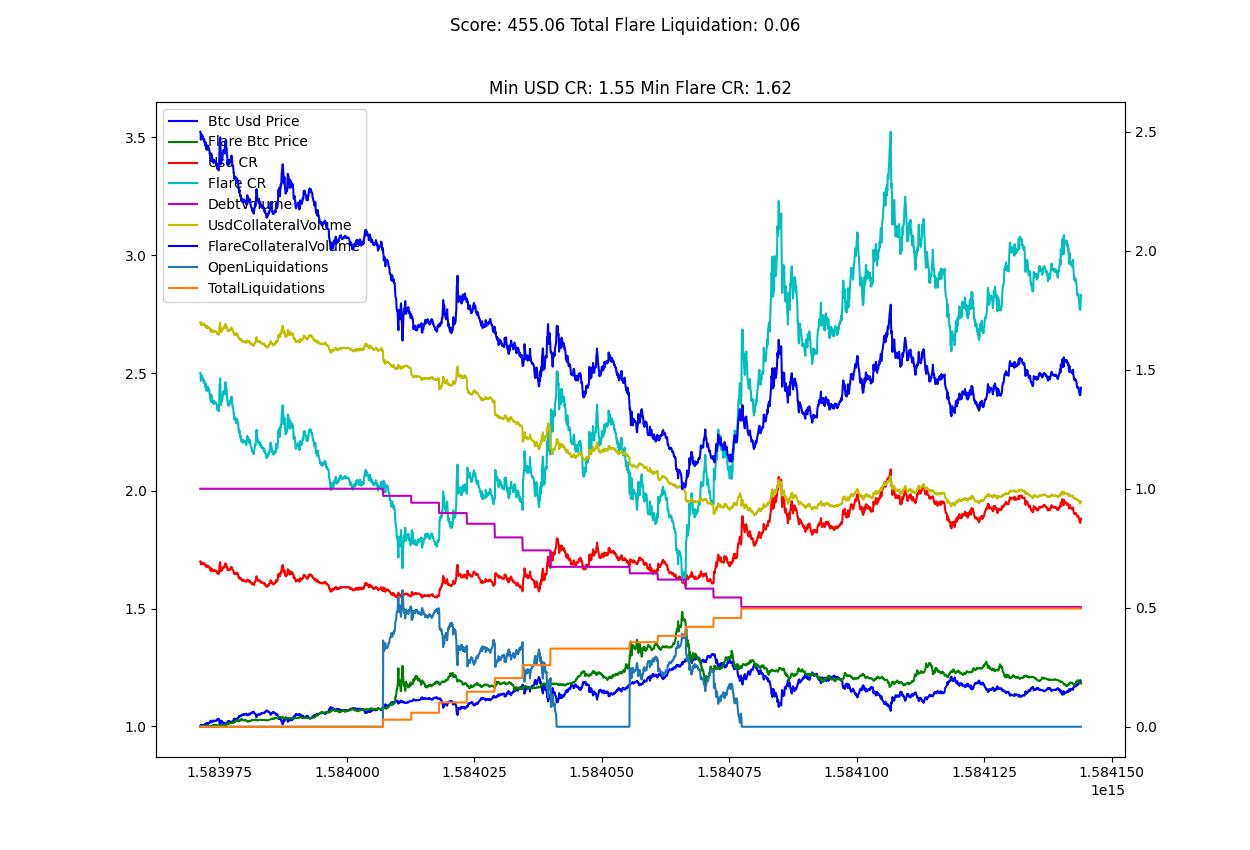 Score: 455.06 Total Flare Liquidation: 0.06
Min USD CR: 1.55 Min Flare CR: 1.62
Btc Usd Price
Flare Btc Price
Usd CR
Flare CR
DebtVolume
UsdCollateralVolume
FlareCollateralVolume
OpenLiquidations
TotalLiquidations
3.5
3.0
2.5
2.0
1.5
1.0
2.5
2.0
1.5
1.0
0.5
0.0
1.583975
1.584000
1.584025
1.584050
1.584075
1.584100
1.584125
1.584150
1e15